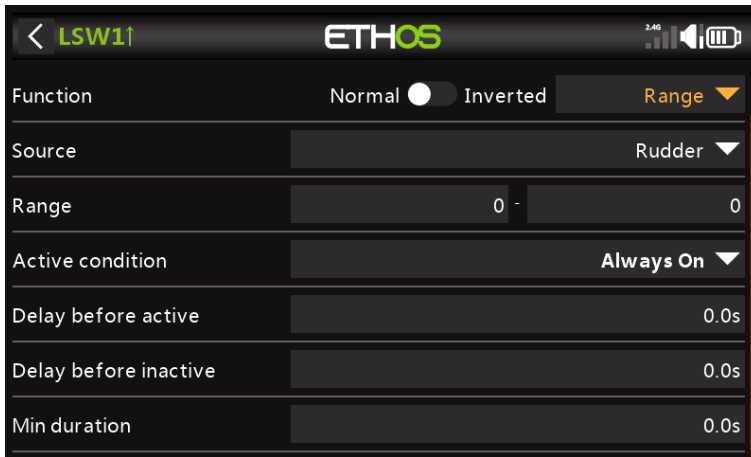 LSW1↑ ETHOS 2.4G
Function Normal Inverted Range
Source Rudder
Range 0 - 0
Active condition Always On
Delay before active 0.0s
Delay before inactive 0.0s
Min duration 0.0s